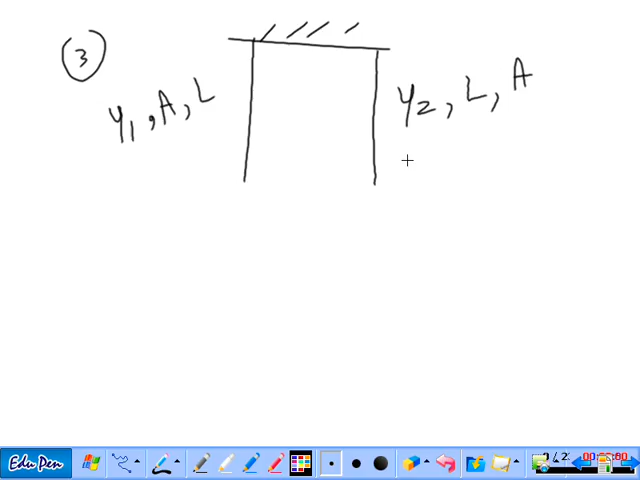 3
Y1, A, L
Y2, L, A
Edu Pen